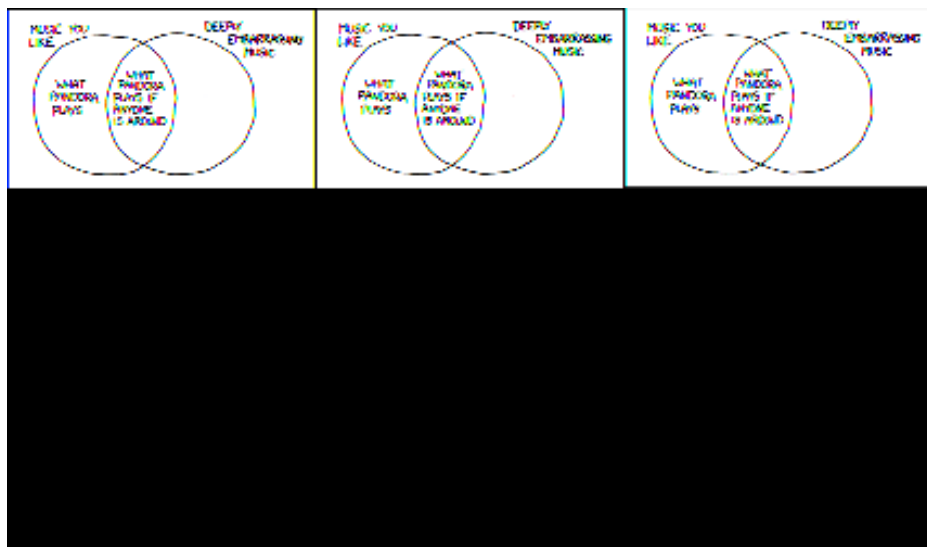 MUSIC YOU
LIKE
DEEPLY
EMBARRASSING
MUSIC
WHAT
PANDORA
PLAYS
WHAT
PANDORA
PLAYS IF
ANYONE
IS AROUND
MUSIC YOU
LIKE
DEEPLY
EMBARRASSING
MUSIC
WHAT
PANDORA
PLAYS
WHAT
PANDORA
PLAYS IF
ANYONE
IS AROUND
MUSIC YOU
LIKE
DEEPLY
EMBARRASSING
MUSIC
WHAT
PANDORA
PLAYS
WHAT
PANDORA
PLAYS IF
ANYONE
IS AROUND